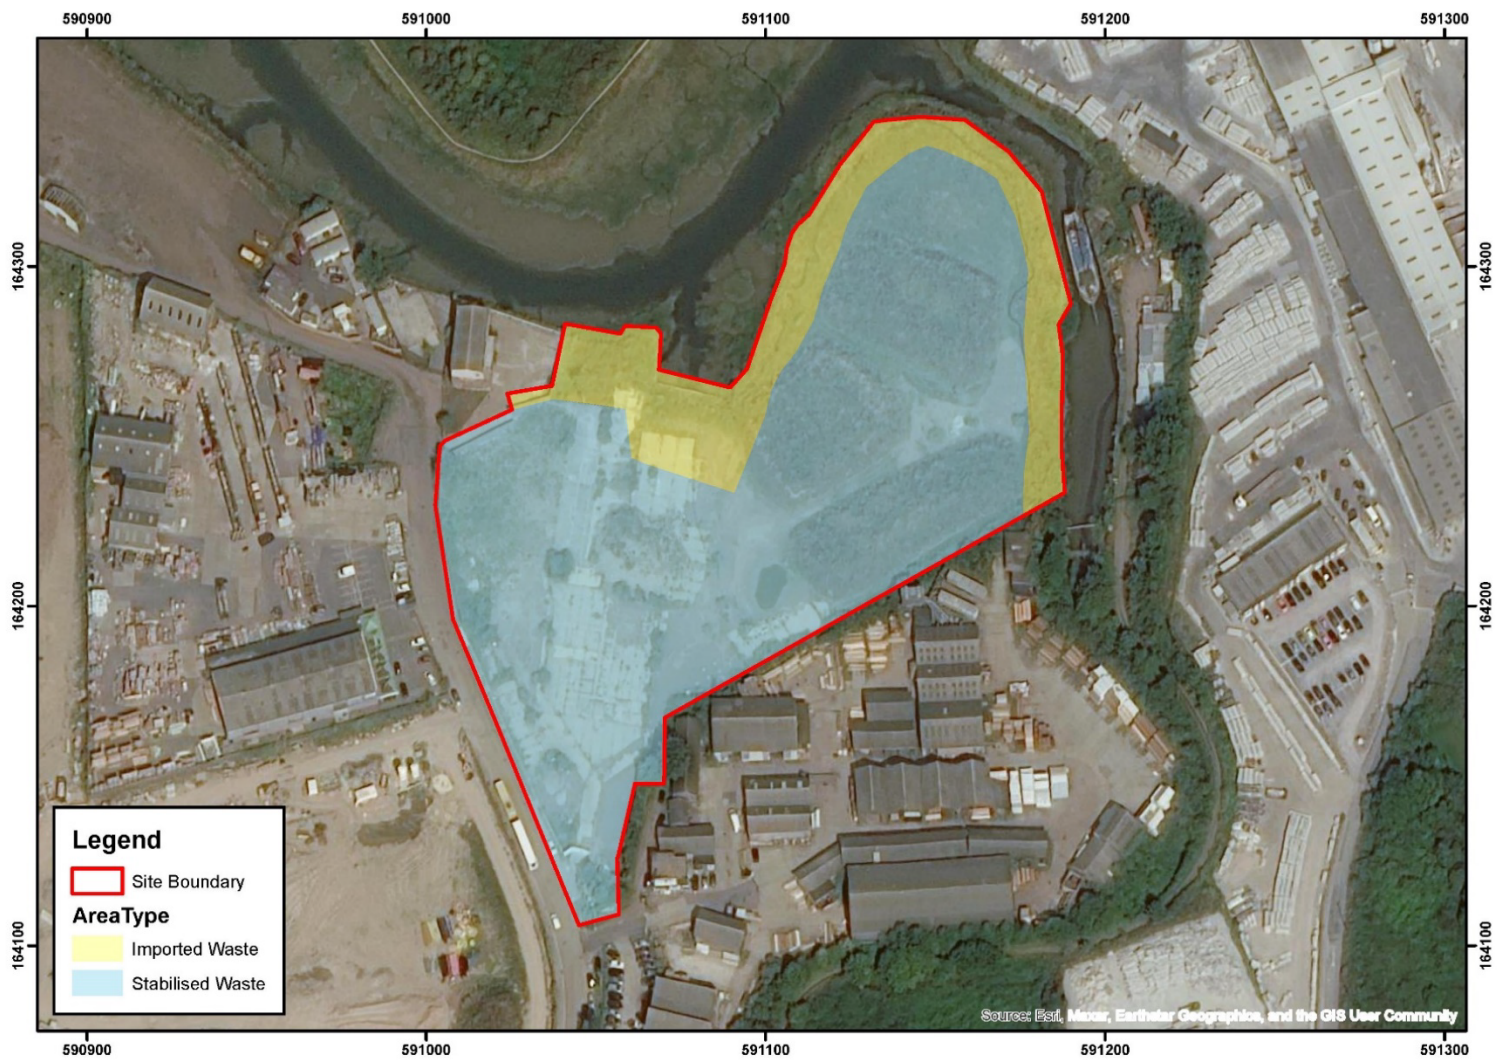 590900 591000 591100 591200 591300
164300 164300
164200 164200
164100 164100
Legend
Site Boundary
AreaType
Imported Waste
Stabilised Waste
Source: Esri, Maxar, Earthstar Geographics, and the GIS User Community
590900 591000 591100 591200 591300